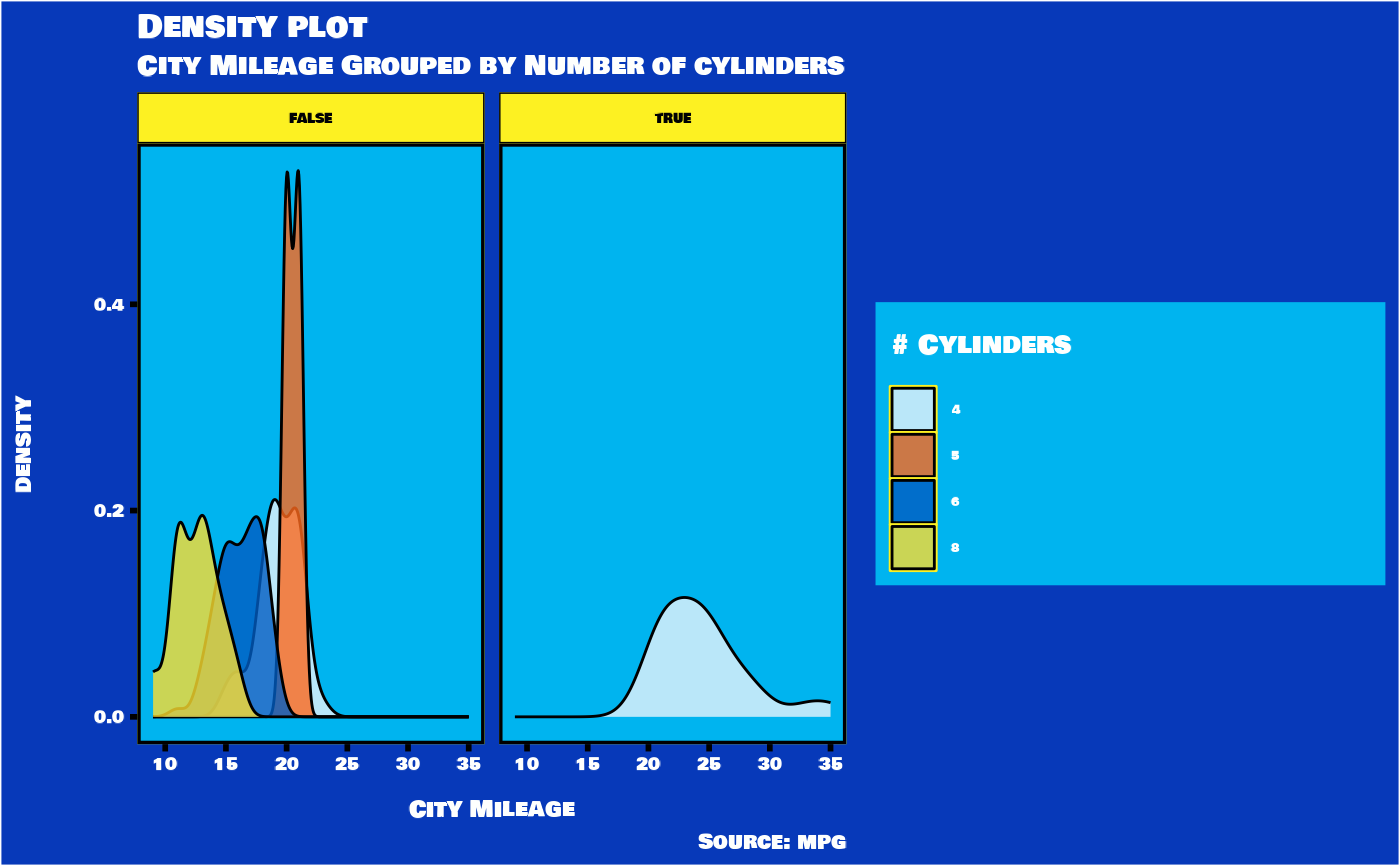 Density plot
City Mileage Grouped by Number of cylinders
FALSE
TRUE
0.4
0.2
0.0
density
10 15 20 25 30 35
10 15 20 25 30 35
City Mileage
Source: mpg
# Cylinders
4
5
6
8